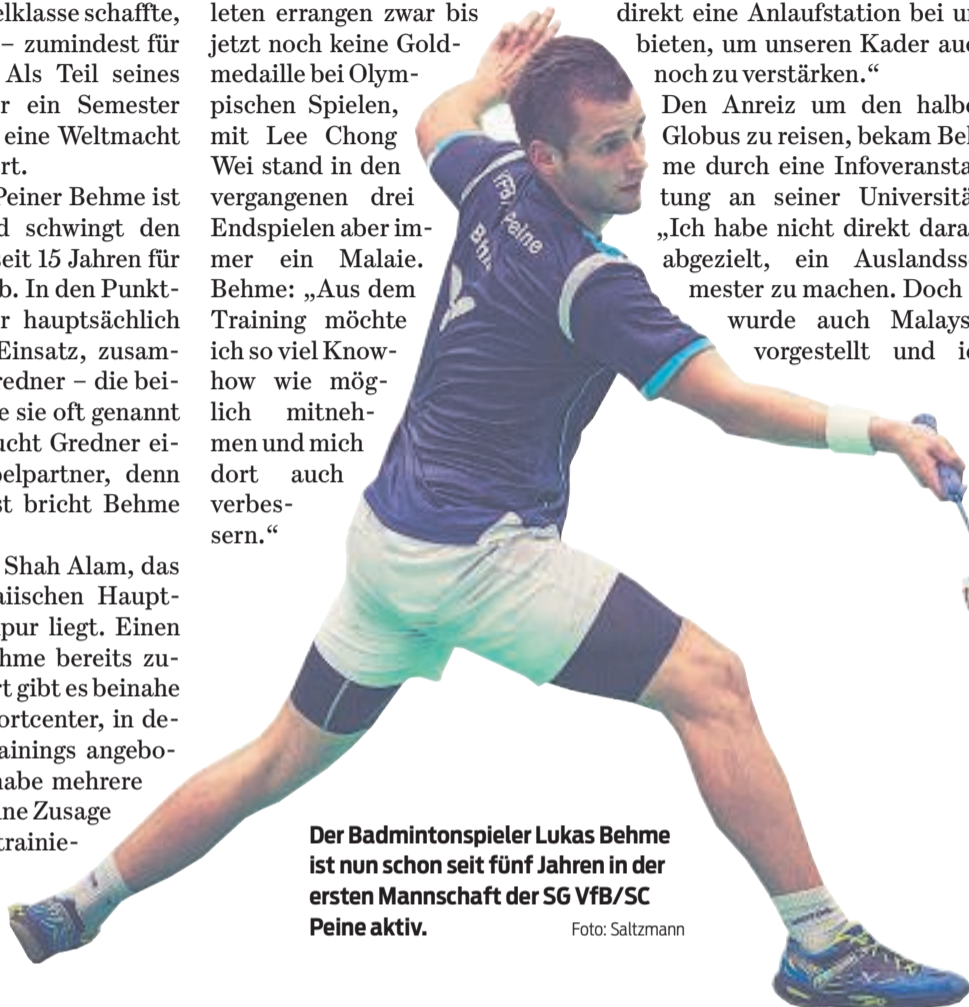 elklasse schaffte,
– zumindest für
Als Teil seines
r ein Semester
eine Weltmacht
rt.
Peiner Behme ist
d schwingt den
seit 15 Jahren für
b. In den Punkt-
r hauptsächlich
Einsatz, zusam-
redner – die bei-
e sie oft genannt
ucht Gredner ei-
pelpartner, denn
st bricht Behme
Shah Alam, das
aiischen Haupt-
pur liegt. Einen
hme bereits zu-
rt gibt es beinahe
ortcenter, in de-
ainings angebo-
habe mehrere
ine Zusage
trainie-
leten errangen zwar bis
jetzt noch keine Gold-
medaille bei Olym-
pischen Spielen,
mit Lee Chong
Wei stand in den
vergangenen drei
Endspielen aber im-
mer ein Malaie.
Behme: „Aus dem
Training möchte
ich so viel Know-
how wie mög-
lich mitneh-
men und mich
dort auch
verbes-
sern.“
Peine
direkt eine Anlaufstation bei u
bieten, um unseren Kader au
noch zu verstärken.“
Den Anreiz um den halb
Globus zu reisen, bekam Be
me durch eine Infoveransta
tung an seiner Universitä
„Ich habe nicht direkt dara
abgezielt, ein Auslandss
mester zu machen. Doch
wurde auch Malays
vorgestellt und i
Der Badmintonspieler Lukas Behme
ist nun schon seit fünf Jahren in der
ersten Mannschaft der SG VfB/SC
Peine aktiv.
Foto: Saltzmann